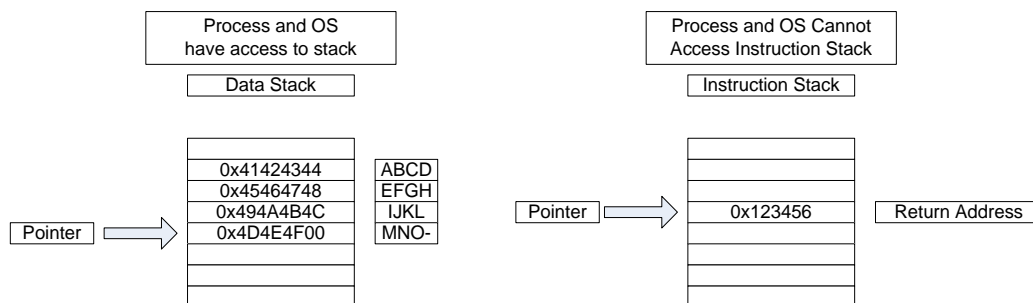 Process and OS
have access to stack
Data Stack
0x41424344 ABCD
0x45464748 EFGH
0x494A4B4C IJKL
Pointer 0x4D4E4F00 MNO-
Process and OS Cannot
Access Instruction Stack
Instruction Stack
Pointer 0x123456 Return Address